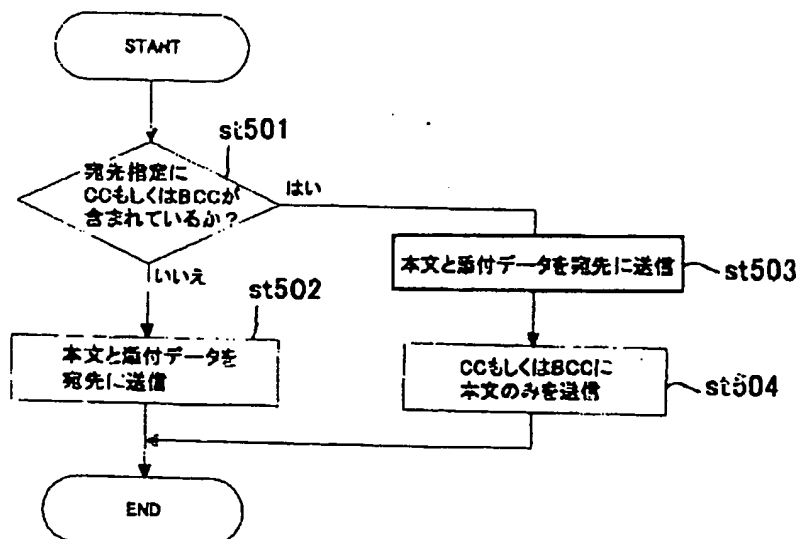 START
st501
宛先指定に
CCもしくはBCCが
含まれているか?
はい
いいえ
本文と添付データを宛先に送信
st503
st502
本文と添付データを
宛先に送信
CCもしくはBCCに
本文のみを送信
st504
END